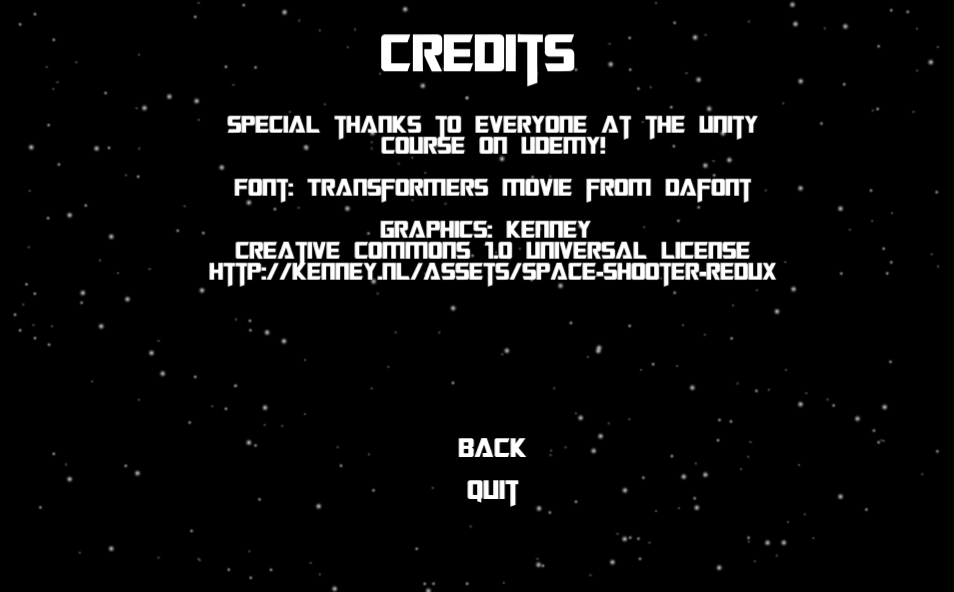 CREDITS
SPECIAL THANKS TO EVERYONE AT THE UNITY
COURSE ON UDEMY!
FONT: TRANSFORMERS MOVIE FROM DAFONT
GRAPHICS: KENNEY
CREATIVE COMMONS 1.0 UNIVERSAL LICENSE
HTTP://KENNEY.NL/ASSETS/SPACE-SHOOTER-REDUX
BACK
QUIT